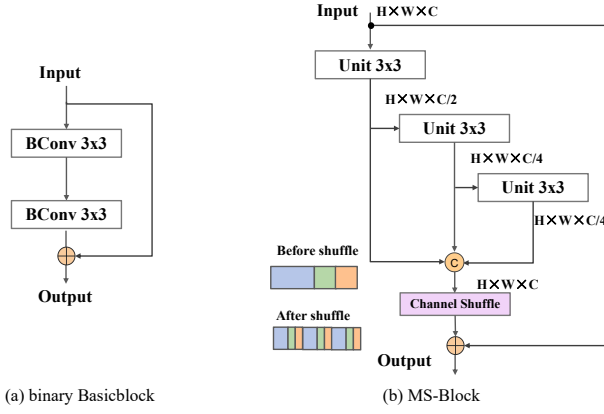 Input
BConv 3x3
BConv 3x3
Output
(a) binary Basicblock
Input
H×W×C
Unit 3x3
H×W×C/2
Unit 3x3
H×W×C/4
Unit 3x3
H×W×C/4
C
Before shuffle
H×W×C
Channel Shuffle
After shuffle
Output
(b) MS-Block